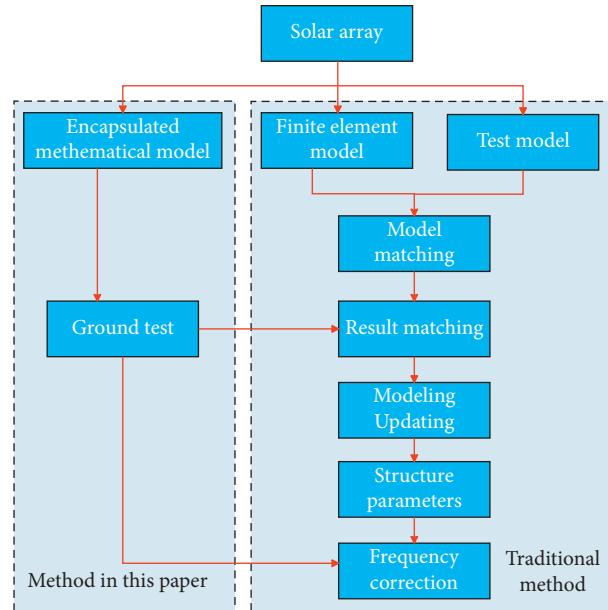 Solar array
Encapsulated
methematical model
Finite element
model
Test model
Model
matching
Ground test
Result matching
Modeling
Updating
Structure
parameters
Frequency
correction
Method in this paper
Traditional
method